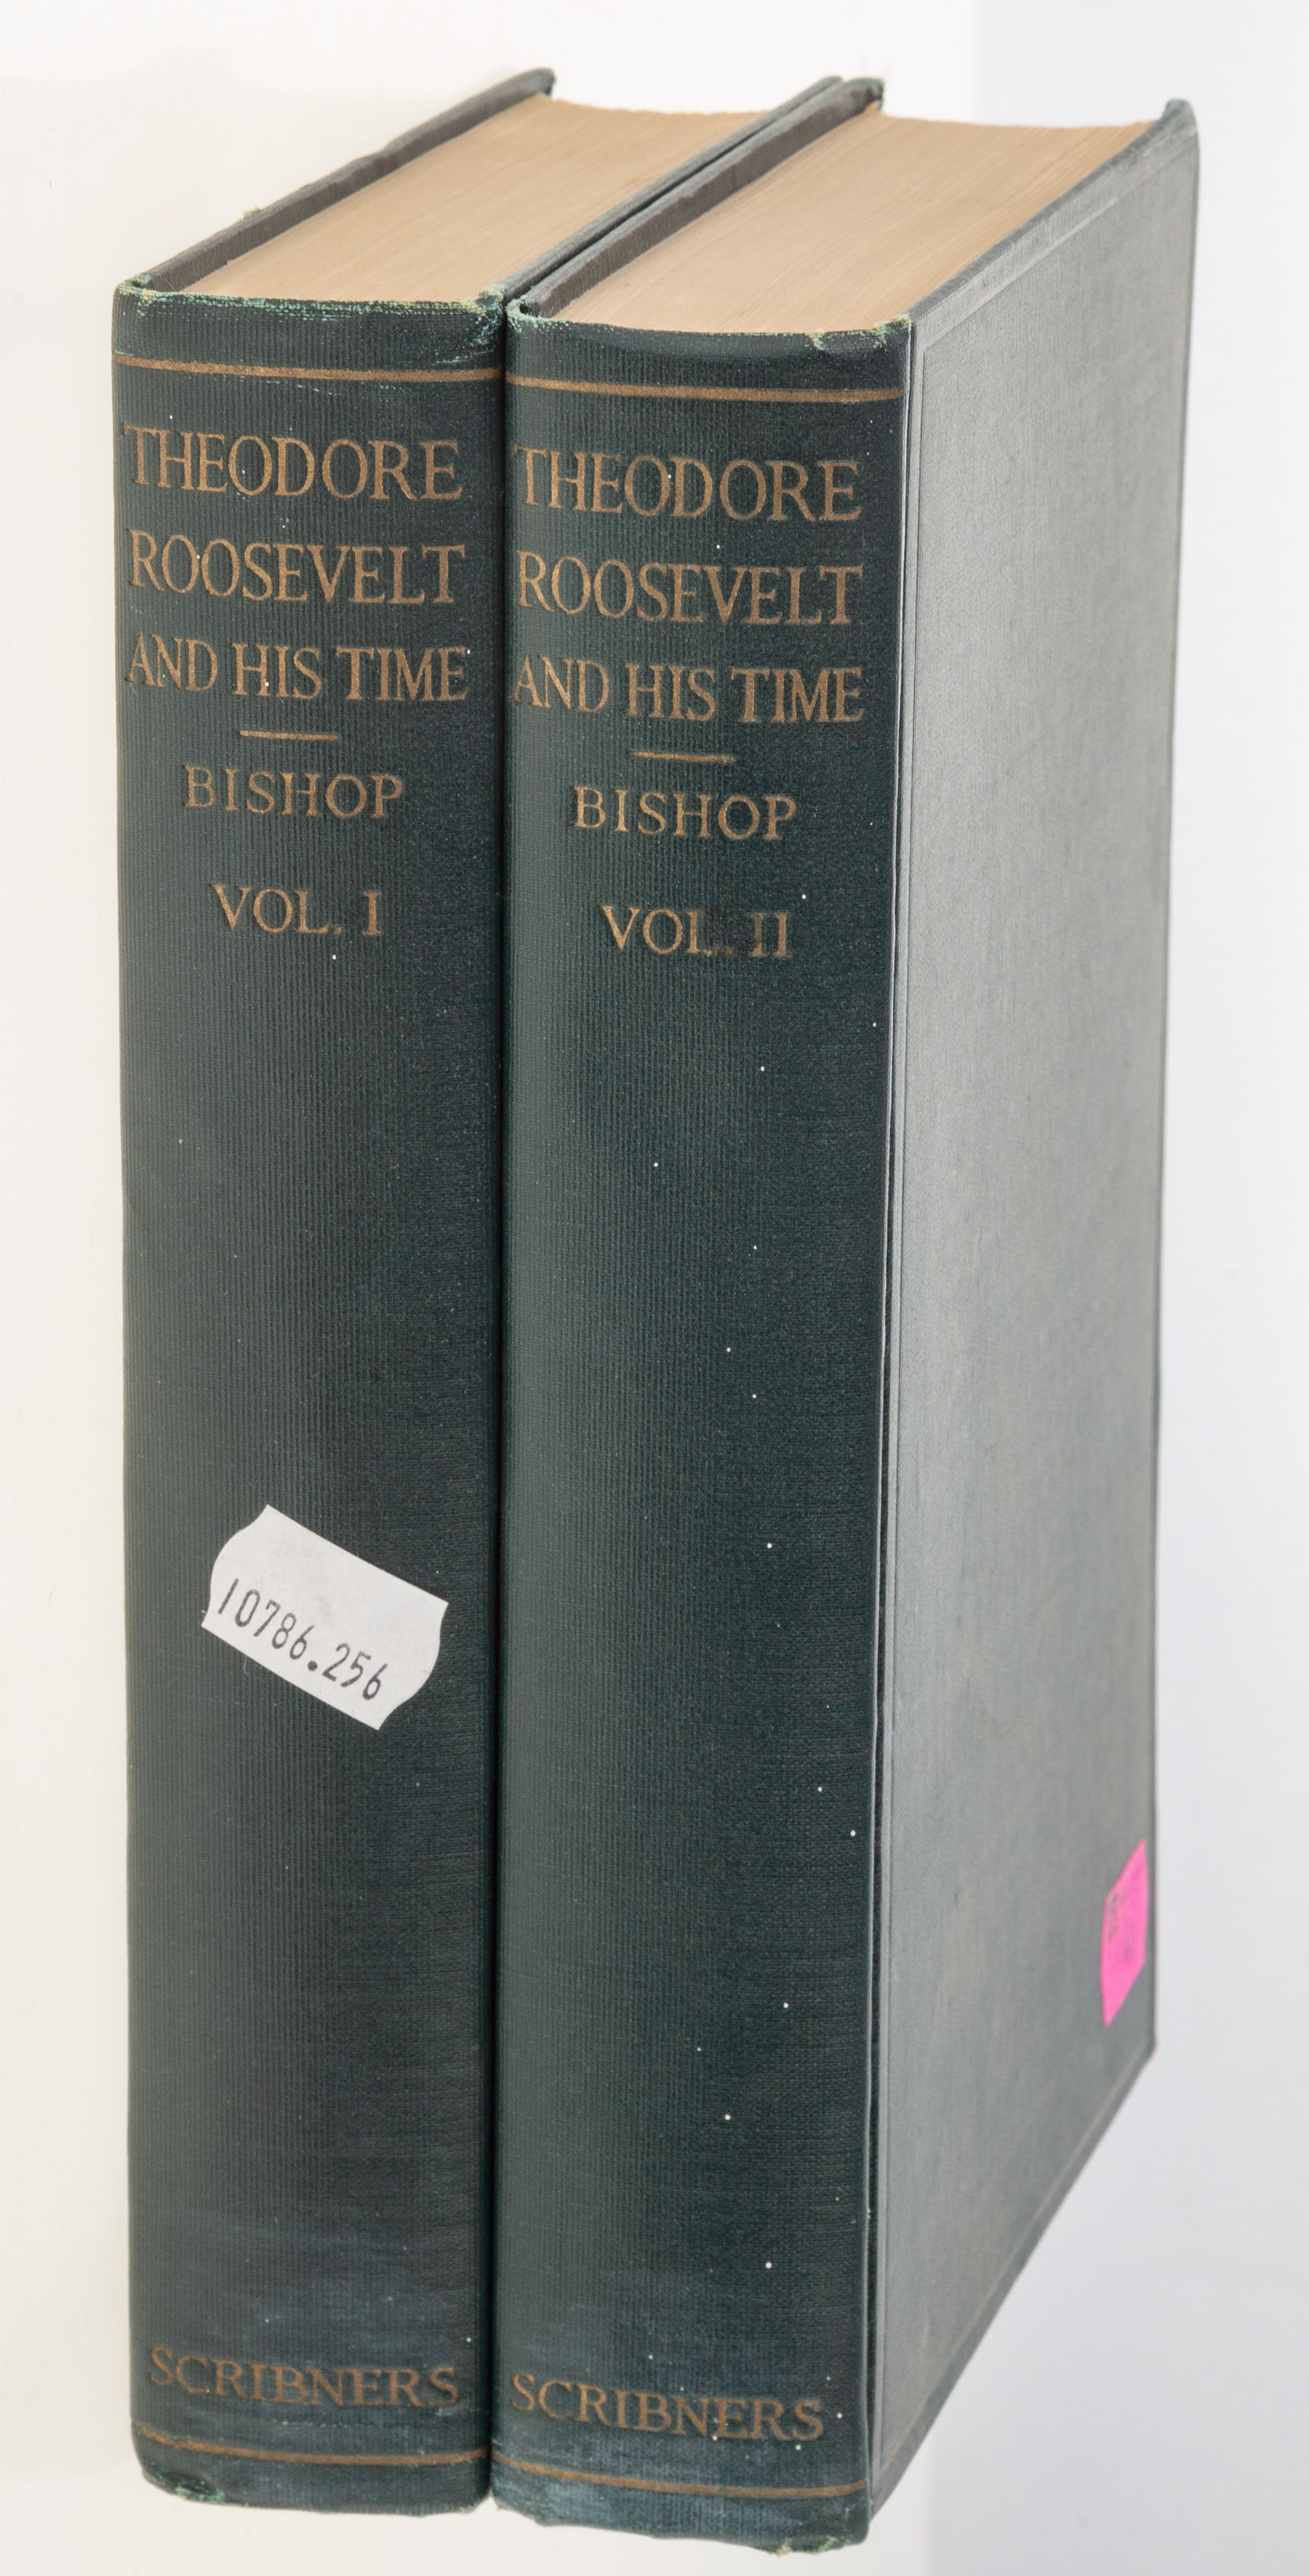 THEODORE
ROOSEVELT
AND HIS TIME
BISHOP
VOL. I
10786.256
SCRIBNERS
THEODORE
ROOSEVELT
AND HIS TIME
BISHOP
VOL. II
SCRIBNERS